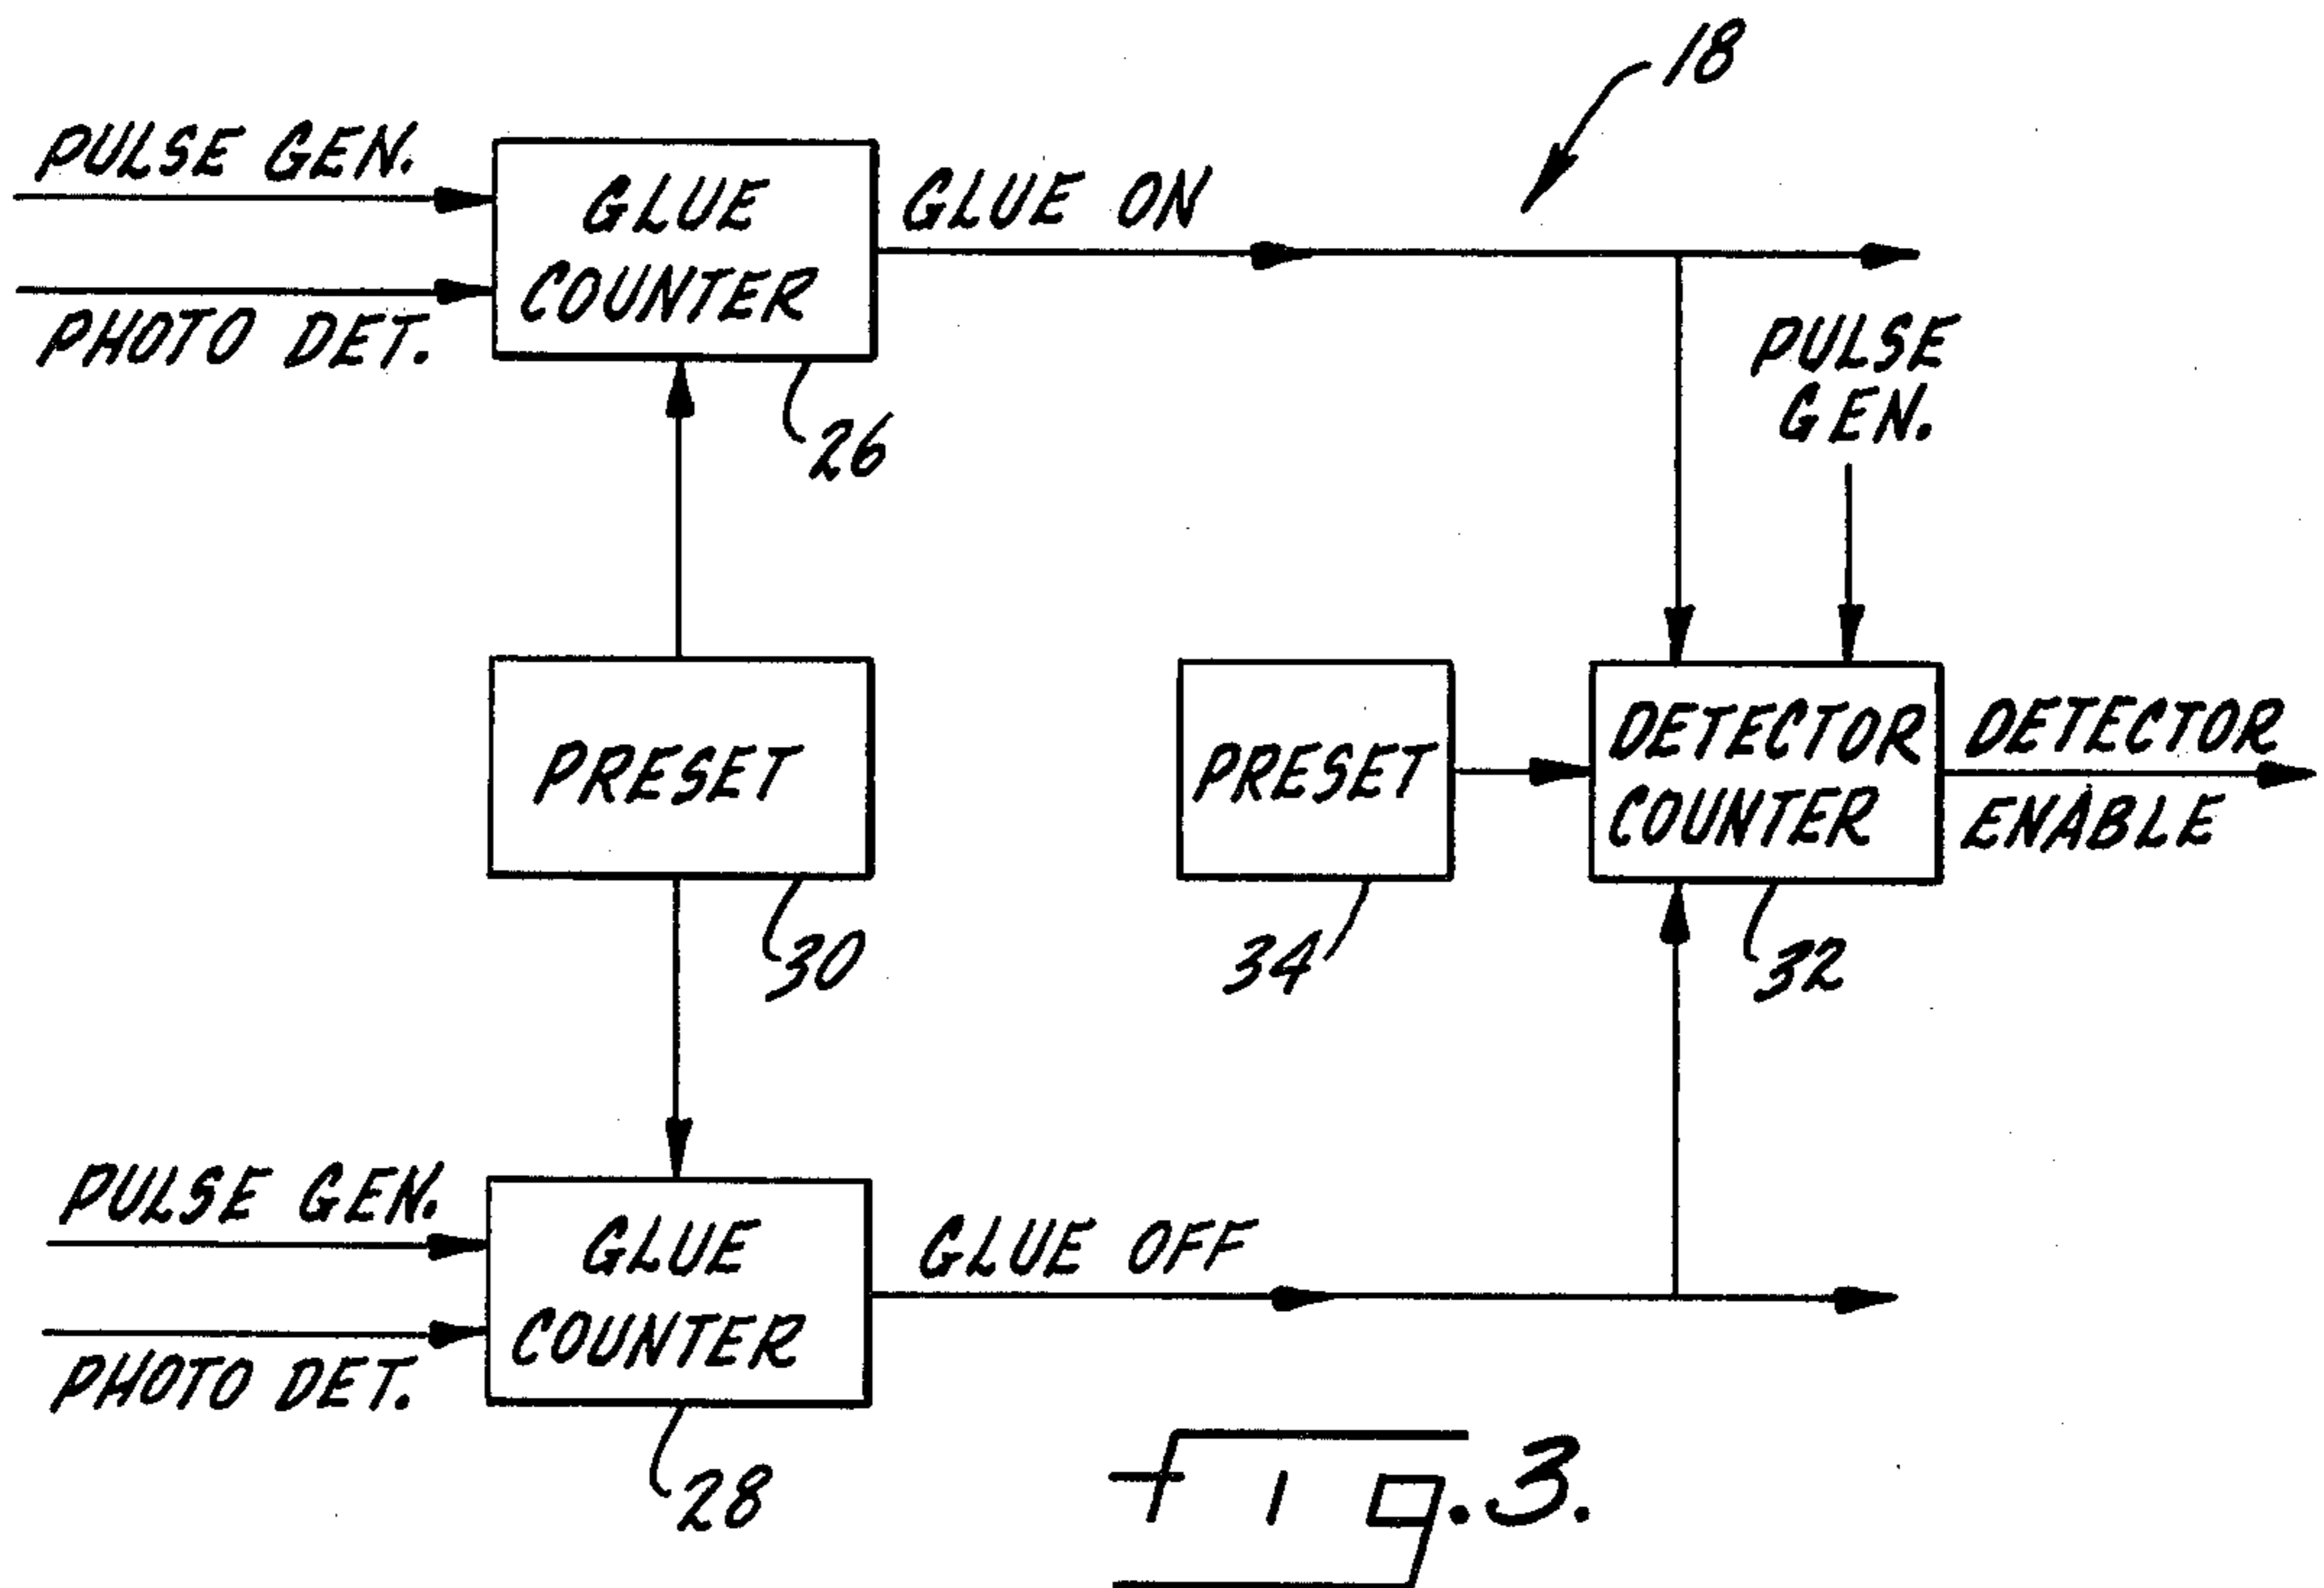 18
PULSE GEN.
PHOTO DET.
GLUE
COUNTER
GLUE ON
26
PULSE
GEN.
PRESET
30
PRESET
34
DETECTOR
COUNTER
32
DETECTOR
ENABLE
PULSE GEN.
PHOTO DET.
GLUE
COUNTER
GLUE OFF
28
Fig.3.